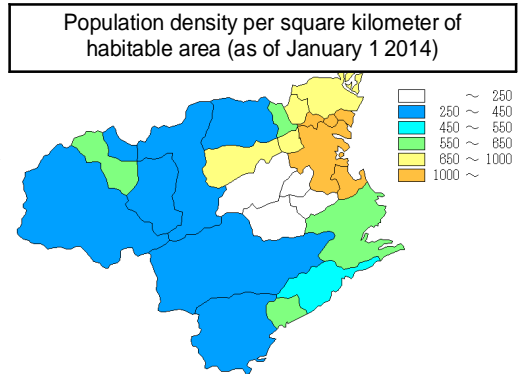 Population density per square kilometer of
habitable area (as of January 1 2014)
～ 250
250 ～ 450
450 ～ 550
550 ～ 650
650 ～ 1000
1000 ～